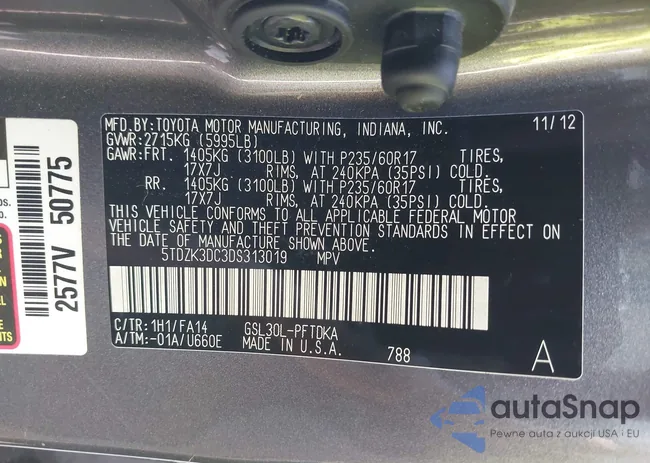 MFD.BY:TOYOTA MOTOR MANUFACTURING, INDIANA, INC. 11/12
GVWR:2715KG (5995LB)
GAWR:FRT. 1405KG (3100LB) WITH P235/60R17 TIRES,
17X7J RIMS, AT 240KPA (35PSI) COLD.
RR. 1405KG (3100LB) WITH P235/60R17 TIRES,
17X7J RIMS, AT 240KPA (35PSI) COLD.
THIS VEHICLE CONFORMS TO ALL APPLICABLE FEDERAL MOTOR
VEHICLE SAFETY AND THEFT PREVENTION STANDARDS IN EFFECT ON
THE DATE OF MANUFACTURE SHOWN ABOVE.
5TDZK3DC3DS313019 MPV
C/TR:1H1/FA14 GSL30L-PFTDKA
A/TM:-01A/U660E MADE IN U.S.A. 788 A
2577V 50775
autaSnap
Pewne auta z aukcji USA i EU